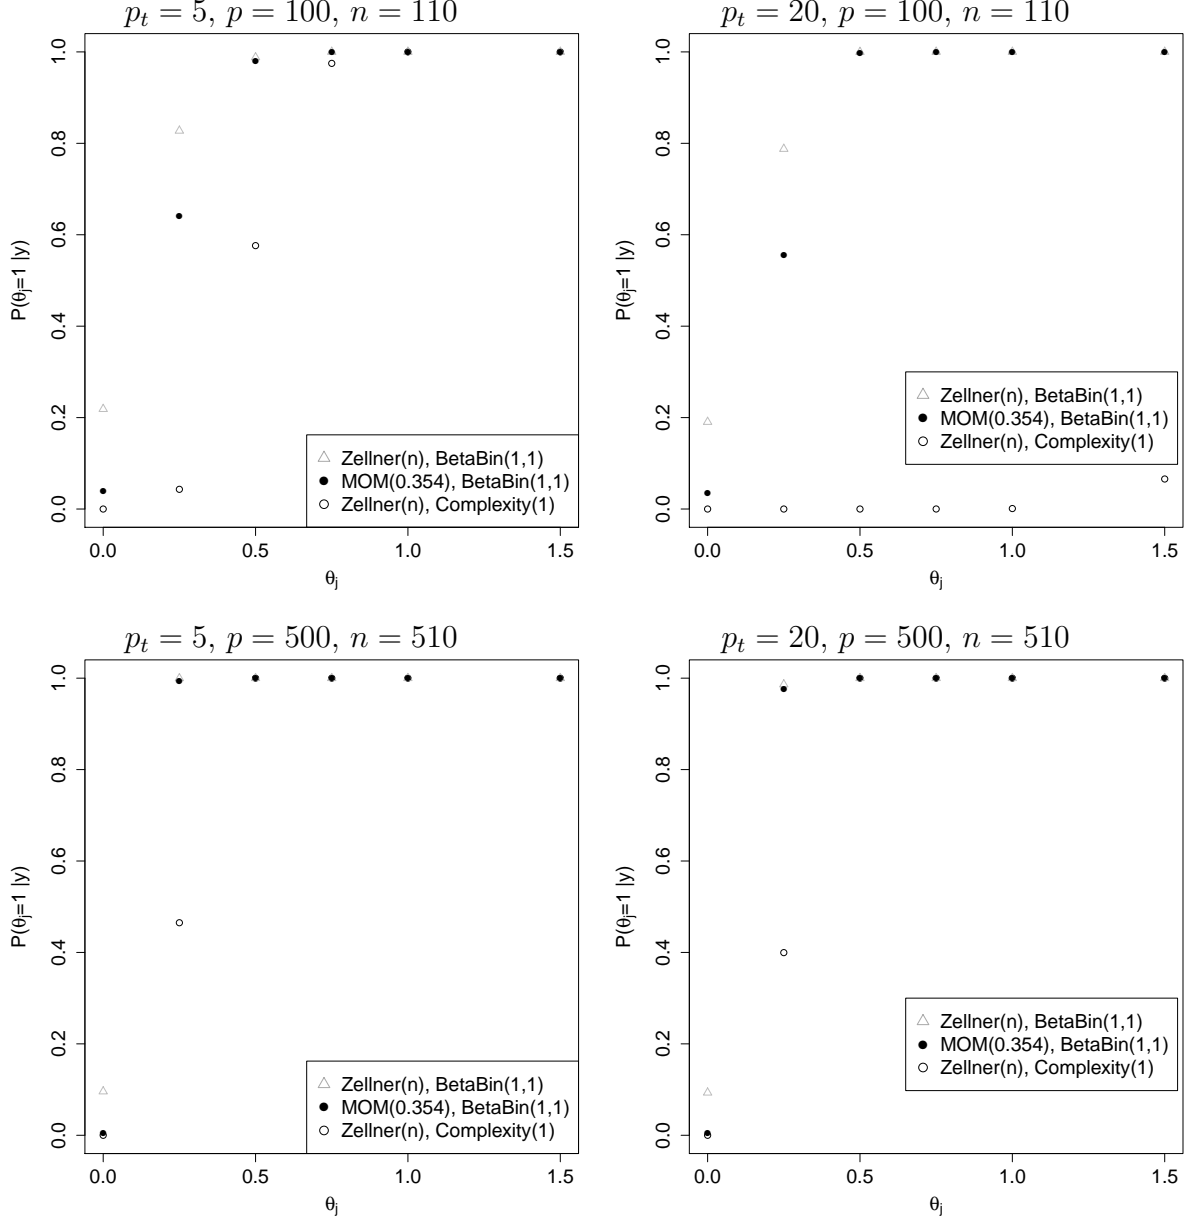 p_t = 5, p = 100, n = 110
1.0
0.8
0.6
0.4
0.2
0.0
P(θ_j=1 |y)
Zellner(n), BetaBin(1,1)
MOM(0.354), BetaBin(1,1)
Zellner(n), Complexity(1)
0.0 0.5 1.0 1.5
θ_j
p_t = 20, p = 100, n = 110
1.0
0.8
0.6
0.4
0.2
0.0
P(θ_j=1 |y)
Zellner(n), BetaBin(1,1)
MOM(0.354), BetaBin(1,1)
Zellner(n), Complexity(1)
0.0 0.5 1.0 1.5
θ_j
p_t = 5, p = 500, n = 510
1.0
0.8
0.6
0.4
0.2
0.0
P(θ_j=1 |y)
Zellner(n), BetaBin(1,1)
MOM(0.354), BetaBin(1,1)
Zellner(n), Complexity(1)
0.0 0.5 1.0 1.5
θ_j
p_t = 20, p = 500, n = 510
1.0
0.8
0.6
0.4
0.2
0.0
P(θ_j=1 |y)
Zellner(n), BetaBin(1,1)
MOM(0.354), BetaBin(1,1)
Zellner(n), Complexity(1)
0.0 0.5 1.0 1.5
θ_j